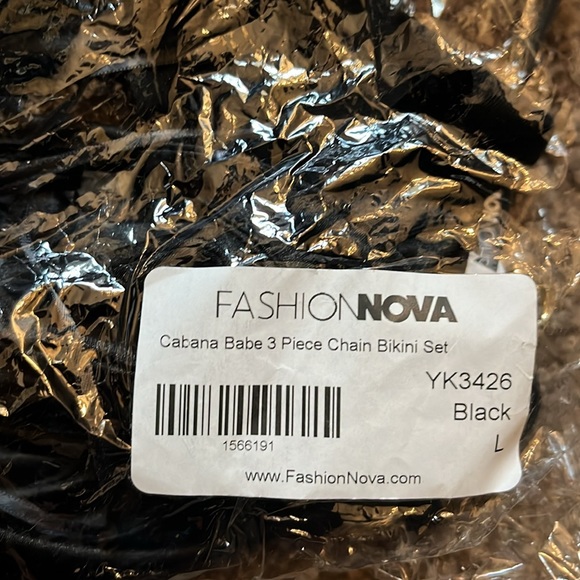 FASHIONNOVA
Cabana Babe 3 Piece Chain Bikini Set
YK3426
Black
L
1566191
www.FashionNova.com